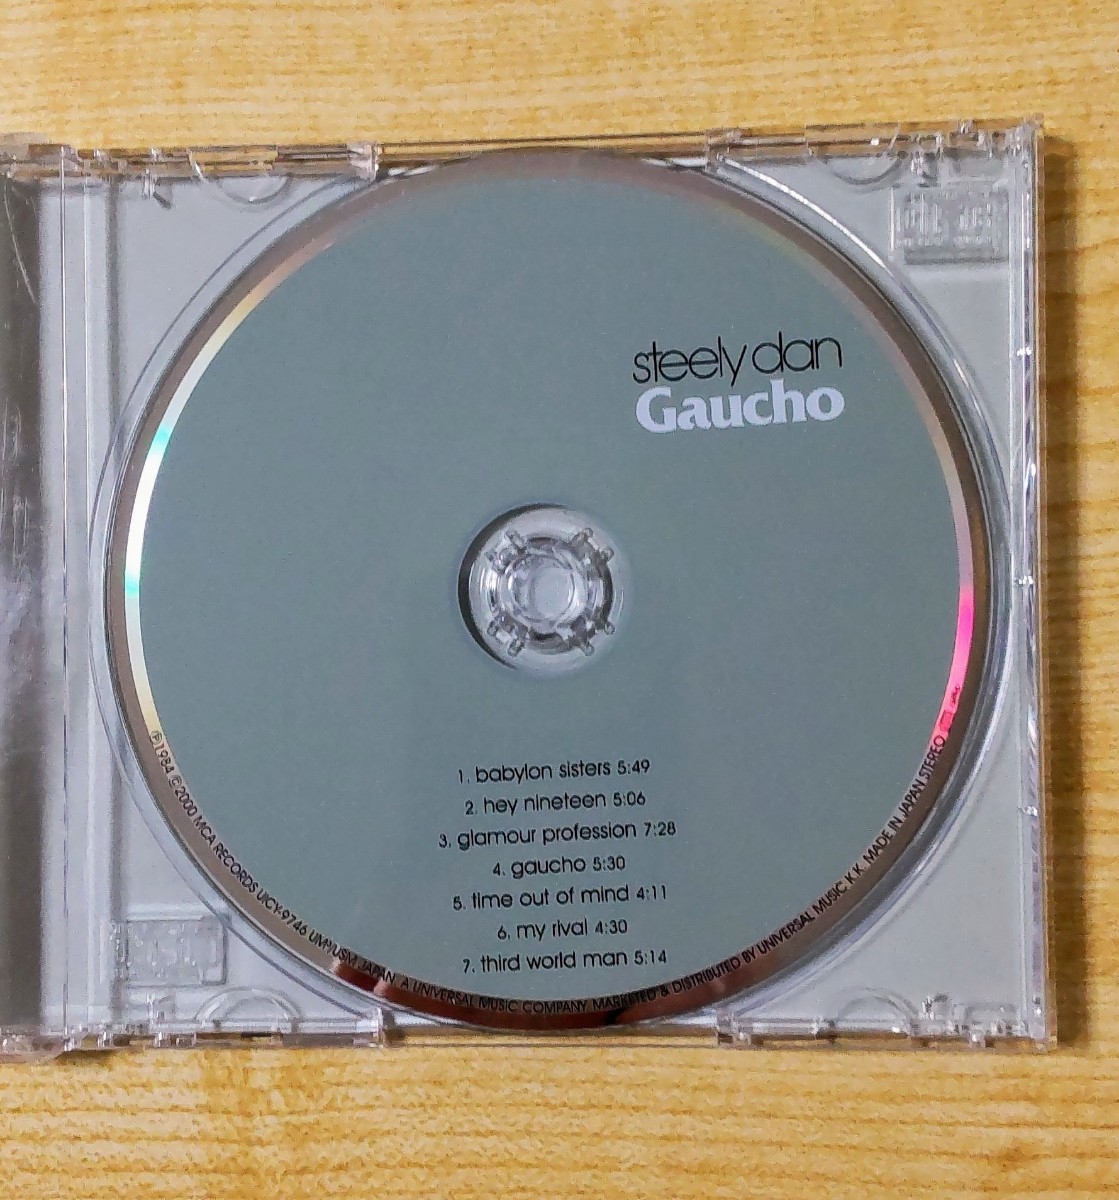 steely dan
Gaucho
1. babylon sisters 5:49
2. hey nineteen 5:06
3. glamour profession 7:28
4. gaucho 5:30
5. time out of mind 4:11
6. my rival 4:30
7. third world man 5:14
℗1984 ©2000 MCA RECORDS UICY-9746 UM³/USM JAPAN, A UNIVERSAL MUSIC COMPANY MARKETED & DISTRIBUTED BY UNIVERSAL MUSIC K.K. MADE IN JAPAN STEREO